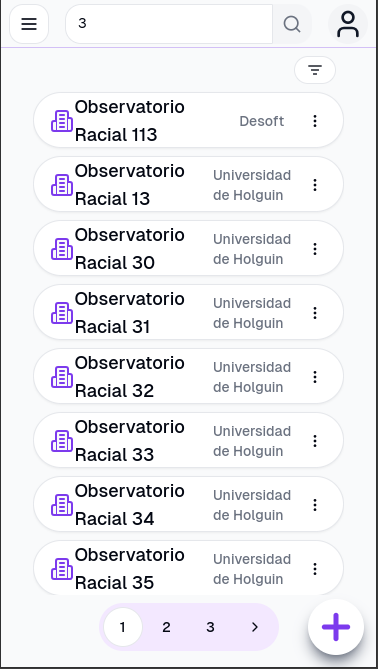 3
Observatorio
Racial 113
Desoft
Observatorio
Racial 13
Universidad
de Holguin
Observatorio
Racial 30
Universidad
de Holguin
Observatorio
Racial 31
Universidad
de Holguin
Observatorio
Racial 32
Universidad
de Holguin
Observatorio
Racial 33
Universidad
de Holguin
Observatorio
Racial 34
Universidad
de Holguin
Observatorio
Racial 35
Universidad
de Holguin
1 2 3